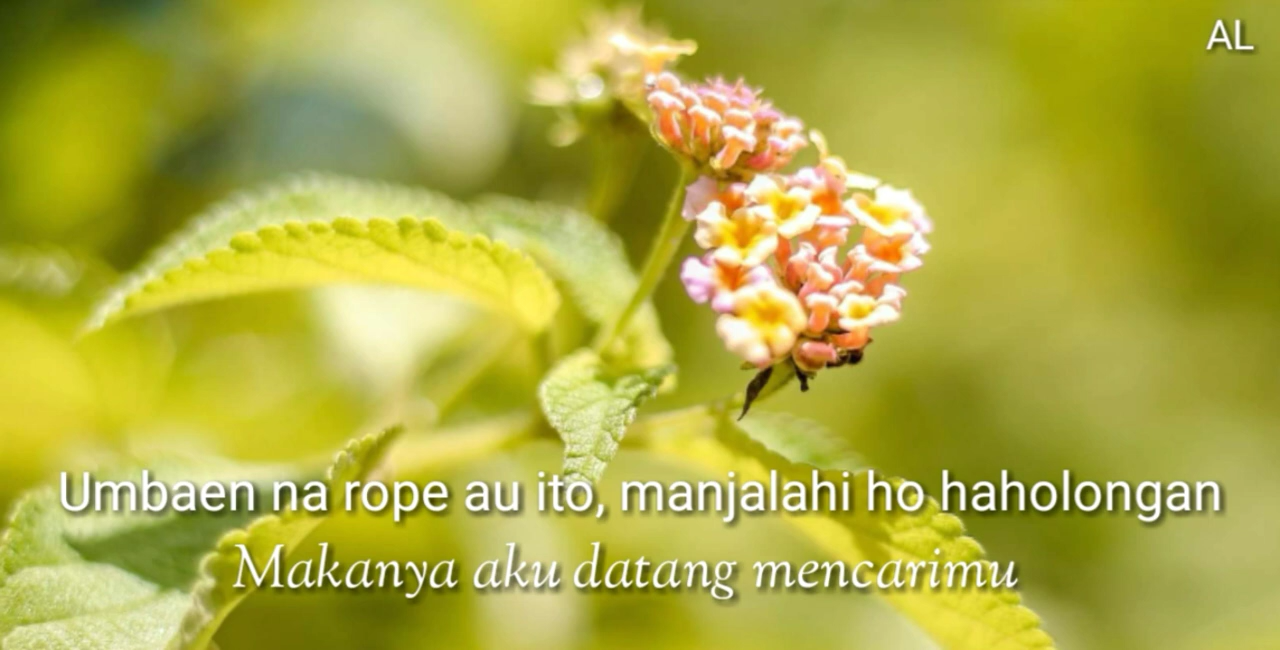 AL
Umbaen na rope au ito, manjalahi ho haholongan
Makanya aku datang mencarimu